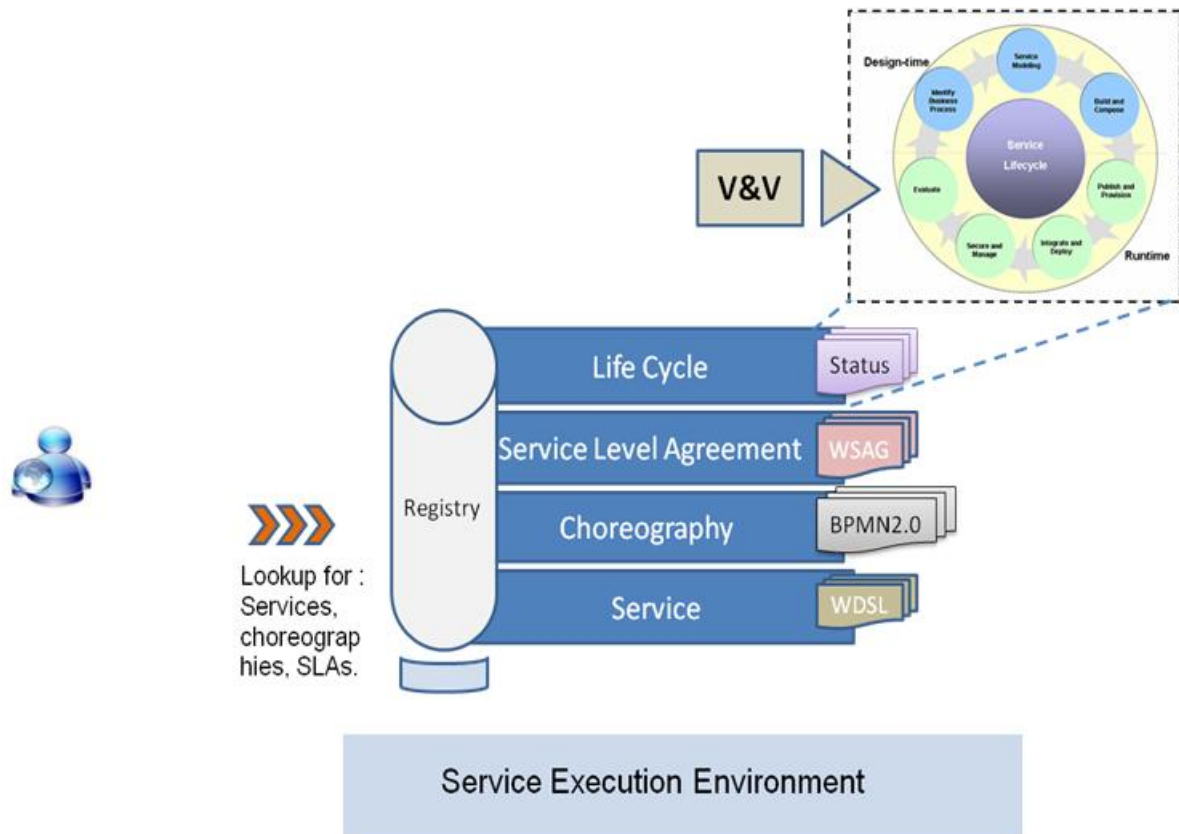 Service
Modeling
Design-time
Identify
Business
Process
Build and
Compose
Service
Lifecycle
V&V
Evaluate
Publish and
Provision
Secure and
Manage
Integrate and
Deploy
Runtime
Life Cycle
Status
Service Level Agreement
WSAG
Registry
Choreography
BPMN2.0
Lookup for :
Services,
choreograp
hies, SLAs.
Service
WDSL
Service Execution Environment